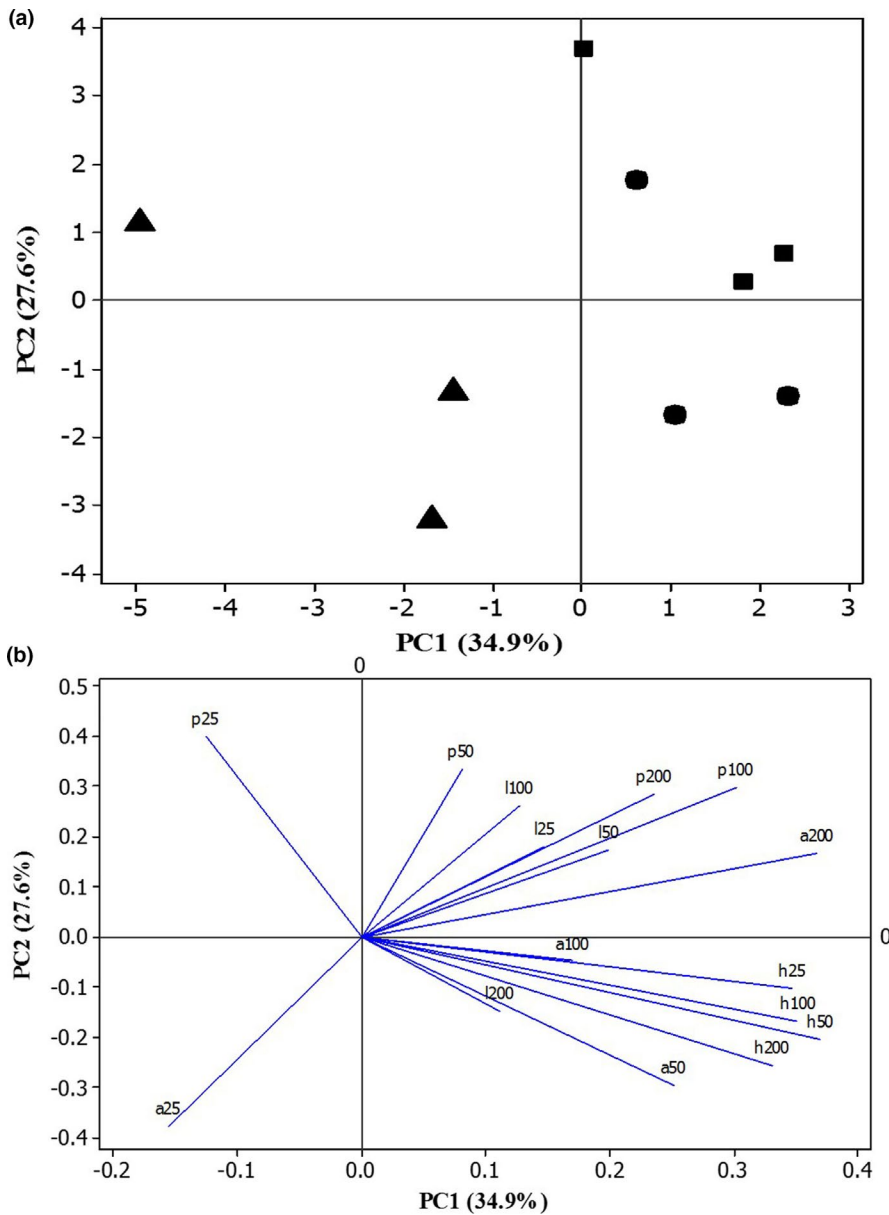 (a)
4
3
2
1
0
-1
-2
-3
-4
PC2 (27.6%)
-5 -4 -3 -2 -1 0 1 2 3
PC1 (34.9%)
(b)
0
0.5
0.4
0.3
0.2
0.1
0.0
-0.1
-0.2
-0.3
-0.4
PC2 (27.6%)
p25
p50
l100
p200
p100
l25
l50
a200
a100
0
h25
l200
h100
h50
h200
a50
a25
-0.2 -0.1 0.0 0.1 0.2 0.3 0.4
PC1 (34.9%)